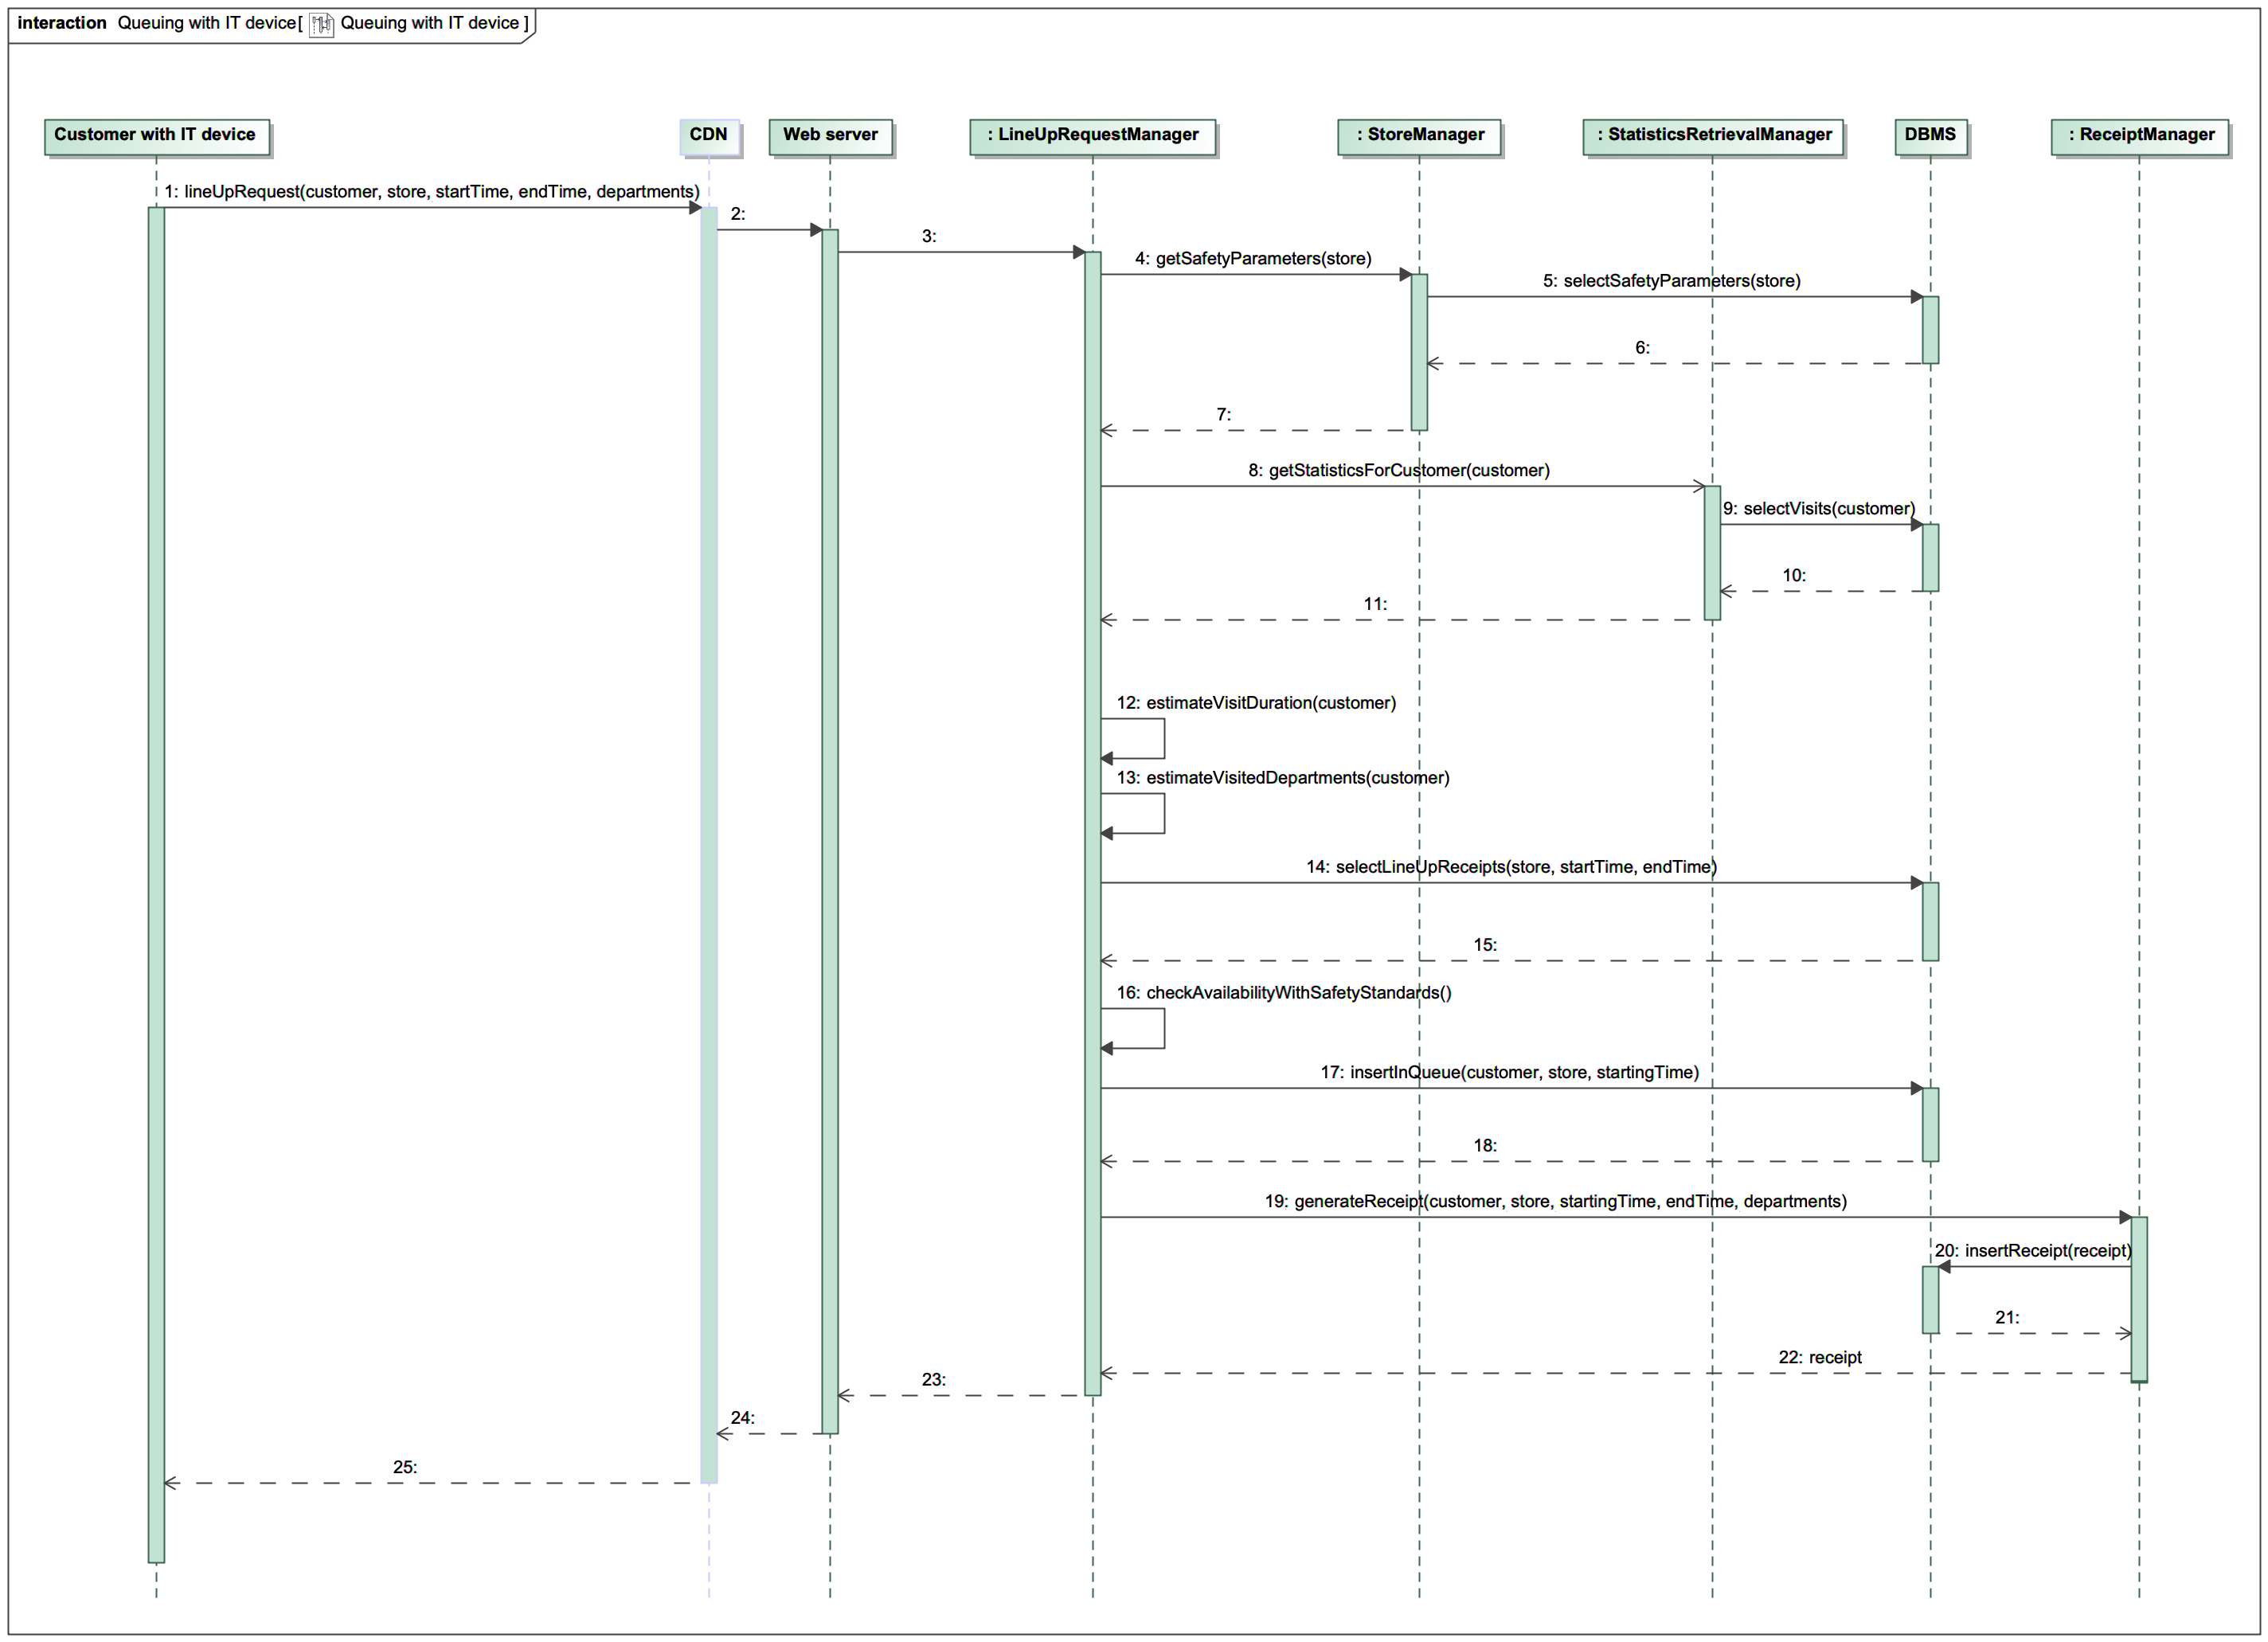 interaction Queuing with IT device[ Queuing with IT device ]
Customer with IT device
CDN
Web server
: LineUpRequestManager
: StoreManager
: StatisticsRetrievalManager
DBMS
: ReceiptManager
1: lineUpRequest(customer, store, startTime, endTime, departments)
2:
3:
4: getSafetyParameters(store)
5: selectSafetyParameters(store)
6:
7:
8: getStatisticsForCustomer(customer)
9: selectVisits(customer)
10:
11:
12: estimateVisitDuration(customer)
13: estimateVisitedDepartments(customer)
14: selectLineUpReceipts(store, startTime, endTime)
15:
16: checkAvailabilityWithSafetyStandards()
17: insertInQueue(customer, store, startingTime)
18:
19: generateReceipt(customer, store, startingTime, endTime, departments)
20: insertReceipt(receipt)
21:
22: receipt
23:
24:
25: